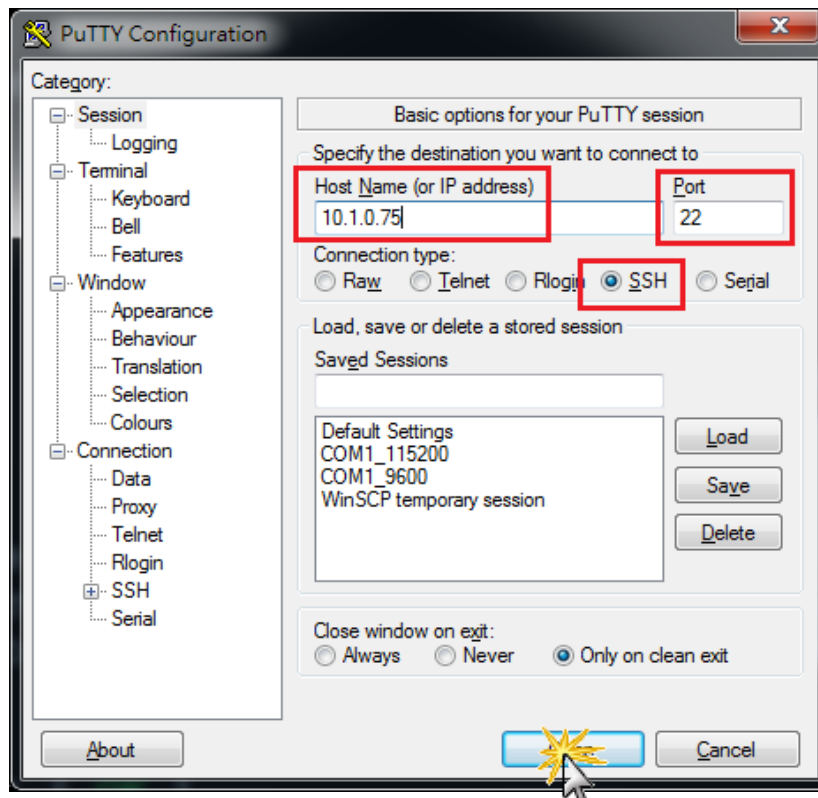 PuTTY Configuration
X
Category:
Session
Logging
Terminal
Keyboard
Bell
Features
Window
Appearance
Behaviour
Translation
Selection
Colours
Connection
Data
Proxy
Telnet
Rlogin
SSH
Serial
Basic options for your PuTTY session
Specify the destination you want to connect to
Host Name (or IP address) Port
10.1.0.75 22
Connection type:
Raw Telnet Rlogin SSH Serial
Load, save or delete a stored session
Saved Sessions
Default Settings
COM1_115200
COM1_9600
WinSCP temporary session
Load
Save
Delete
Close window on exit:
Always Never Only on clean exit
About Cancel